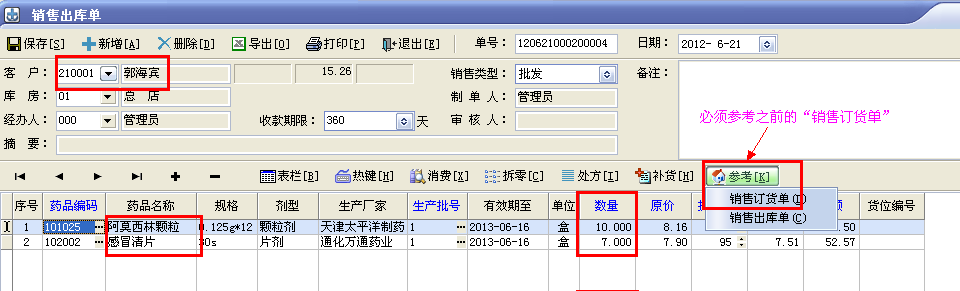 销售出库单
保存[S] 新增[A] 删除[D] 导出[O] 打印[P] 退出[E] 单号: 120621000200004 日期: 2012- 6-21
客 户: 210001 郭海宾 15.26 销售类型: 批发 备注:
库 房: 01 总 店 制 单 人: 管理员
经办人: 000 管理员 收款期限: 360 天 审 核 人:
摘 要:
必须参考之前的“销售订货单”
表栏[B] 热键[H] 消费[X] 拆零[C] 处方[I] 补货[H] 参考[K]
销售订货单(D)
销售出库单(C)
序号 药品编码 药品名称 规格 剂型 生产厂家 生产批号 有效期至 单位 数量 原价 货位编号
1 101025 阿莫西林颗粒 0.125g*12 颗粒剂 天津太平洋制药 1 2013-06-16 盒 10.000 8.16 .50
2 102002 感冒清片 30s 片剂 通化万通药业 1 2013-06-16 盒 7.000 7.90 95 7.51 52.57